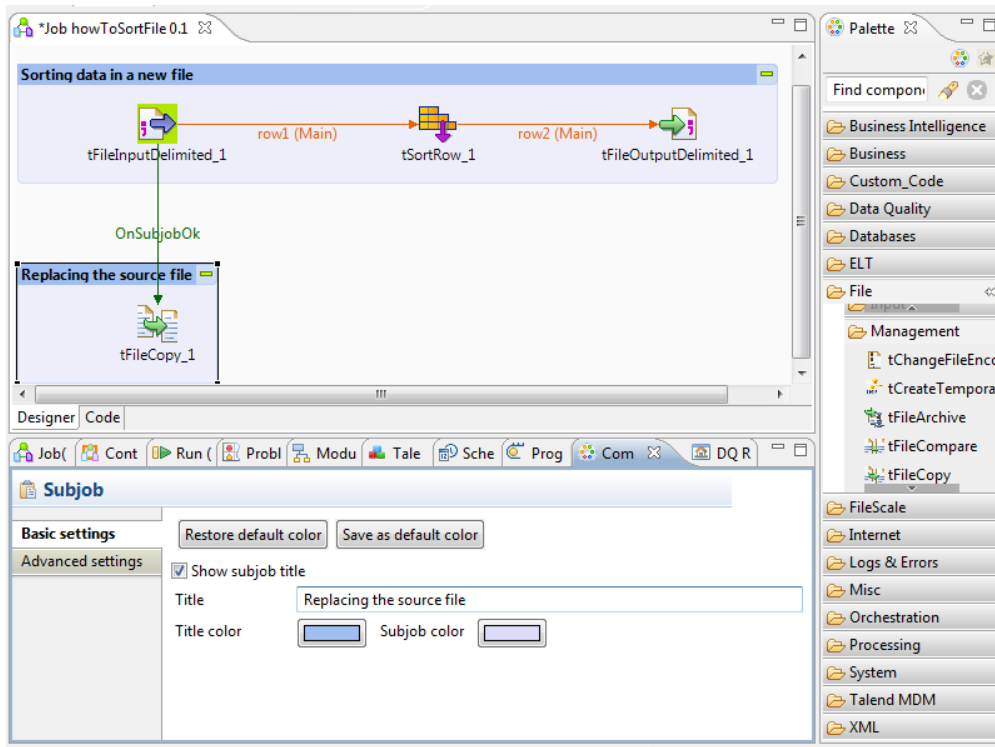 *Job howToSortFile 0.1
Sorting data in a new file
row1 (Main)
row2 (Main)
tFileInputDelimited_1
tSortRow_1
tFileOutputDelimited_1
OnSubjobOk
Replacing the source file
tFileCopy_1
Designer
Code
Job(
Cont
Run (
Probl
Modu
Tale
Sche
Prog
Com
DQ R
Subjob
Basic settings
Advanced settings
Restore default color
Save as default color
Show subjob title
Title
Replacing the source file
Title color
Subjob color
Palette
Find compon
Business Intelligence
Business
Custom_Code
Data Quality
Databases
ELT
File
Input
Management
tChangeFileEnco
tCreateTempora
tFileArchive
tFileCompare
tFileCopy
FileScale
Internet
Logs & Errors
Misc
Orchestration
Processing
System
Talend MDM
XML